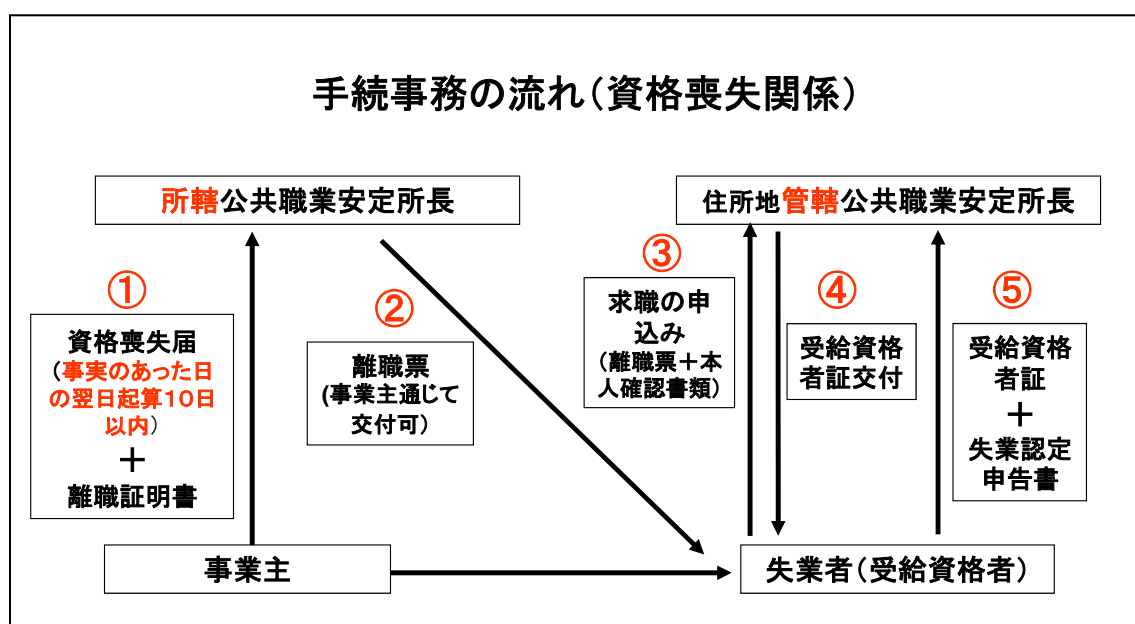 手続事務の流れ（資格喪失関係）
所轄公共職業安定所長
住所地管轄公共職業安定所長
①
資格喪失届
（事実のあった日
の翌日起算１０日
以内）
＋
離職証明書
②
離職票
(事業主通じて
交付可）
③
求職の申
込み
（離職票＋本
人確認書類）
④
受給資格
者証交付
⑤
受給資格
者証
＋
失業認定
申告書
事業主
失業者（受給資格者）